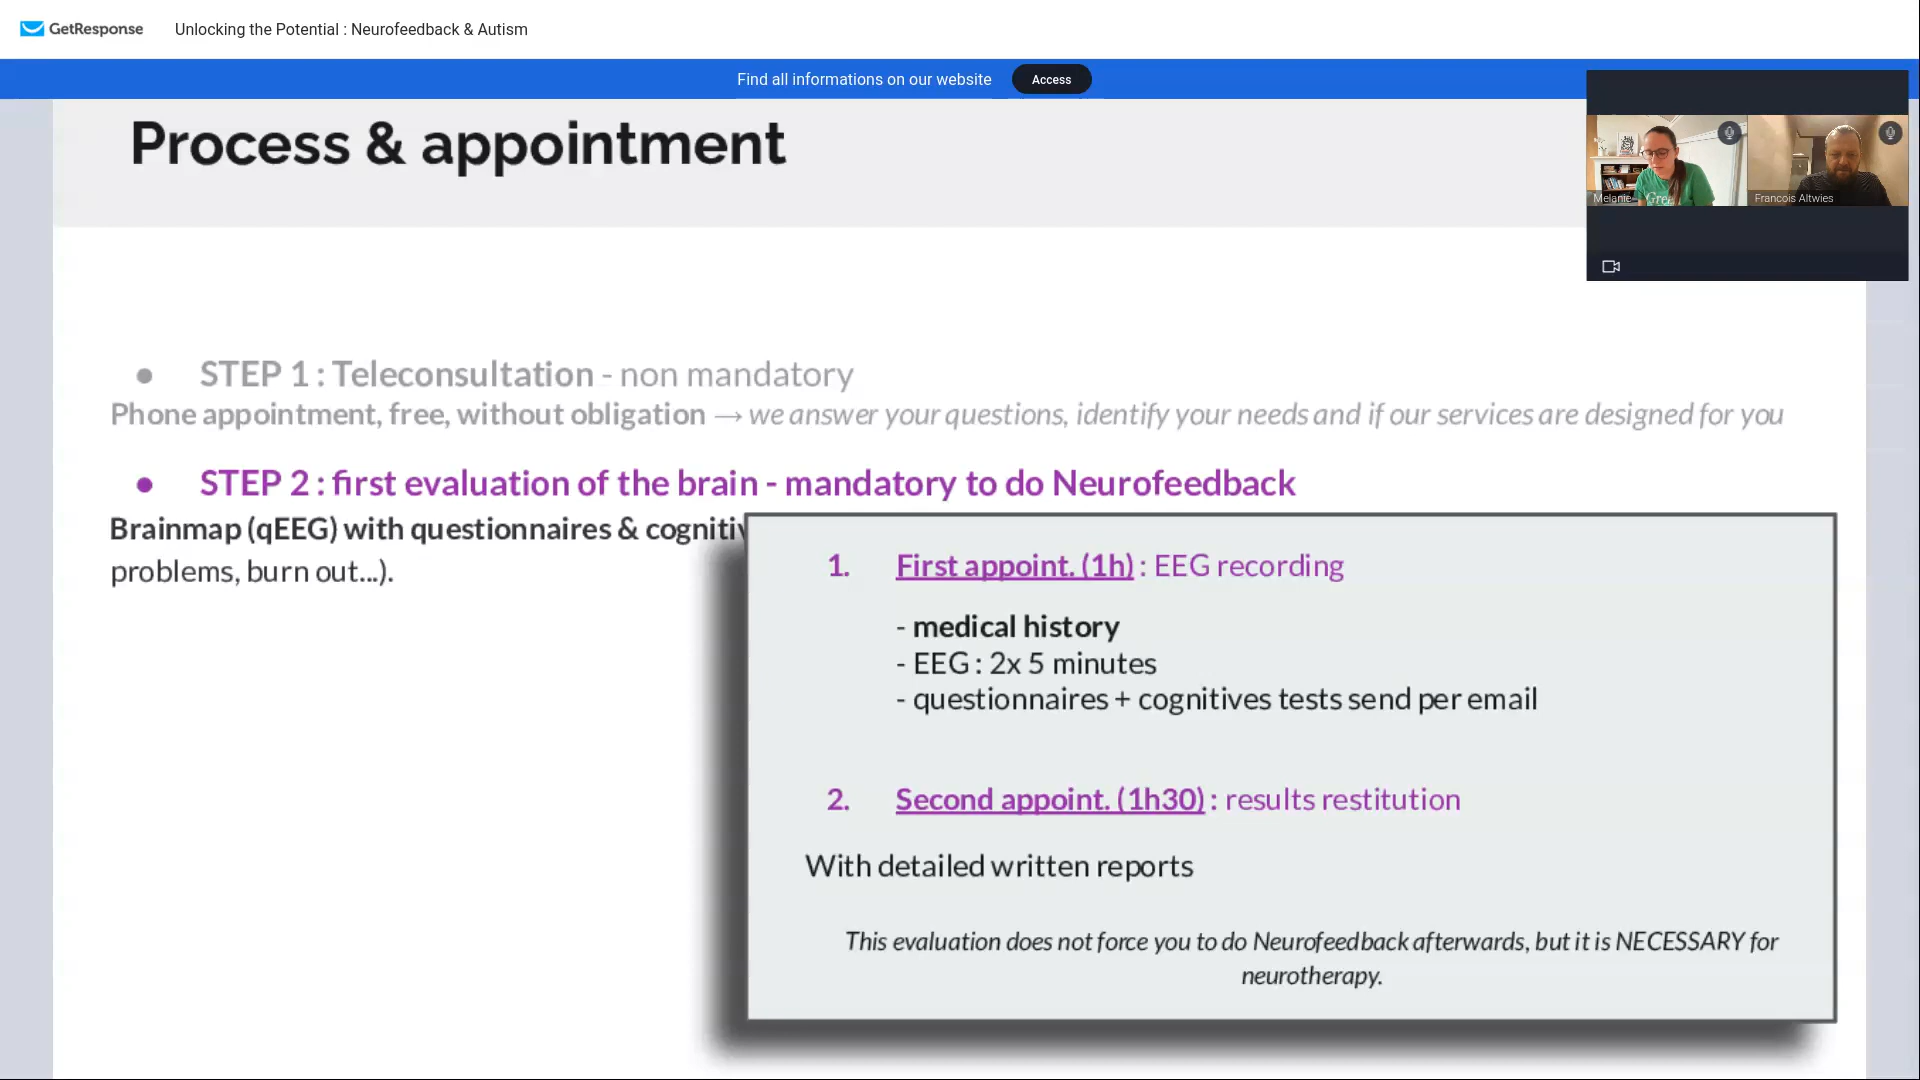 GetResponse
Unlocking the Potential : Neurofeedback & Autism
Find all informations on our website
Access
Process & appointment
Melanie
Gree
Francois Altwies
● STEP 1 : Teleconsultation - non mandatory
Phone appointment, free, without obligation → we answer your questions, identify your needs and if our services are designed for you
● STEP 2 : first evaluation of the brain - mandatory to do Neurofeedback
Brainmap (qEEG) with questionnaires &
problems, burn out...).
1. First appoint. (1h) : EEG recording
- medical history
- EEG : 2x 5 minutes
- questionnaires + cognitives tests send per email
2. Second appoint. (1h30) : results restitution
With detailed written reports
This evaluation does not force you to do Neurofeedback afterwards, but it is NECESSARY for
neurotherapy.